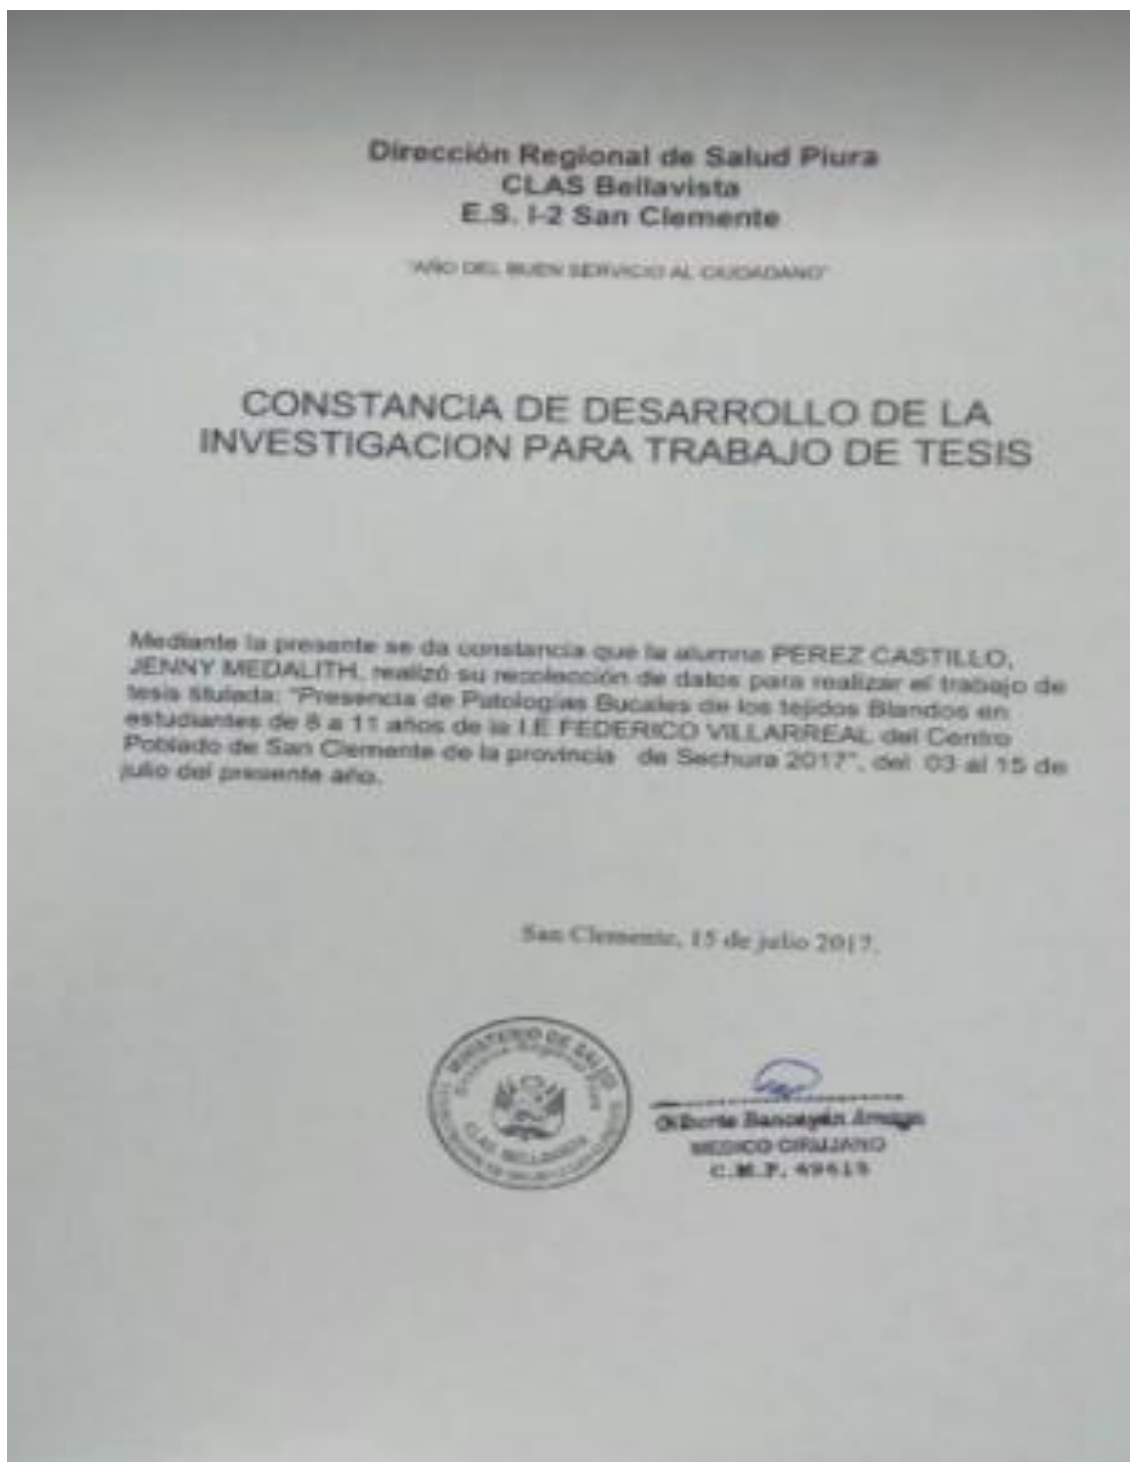 Dirección Regional de Salud Piura
CLAS Bellavista
E.S. I-2 San Clemente
"AÑO DEL BUEN SERVICIO AL CIUDADANO"
CONSTANCIA DE DESARROLLO DE LA
INVESTIGACION PARA TRABAJO DE TESIS
Mediante la presente se da constancia que la alumna PEREZ CASTILLO,
JENNY MEDALITH, realizó su recolección de datos para realizar el trabajo de
tesis titulada: "Presencia de Patologías Bucales de los tejidos Blandos en
estudiantes de 8 a 11 años de la I.E FEDERICO VILLARREAL del Centro
Poblado de San Clemente de la provincia de Sechura 2017", del 03 al 15 de
julio del presente año.
San Clemente, 15 de julio 2017.
MINISTERIO DE SALUD
CLAS BELLAVISTA
MEDICO CIRUJANO
C.M.P.